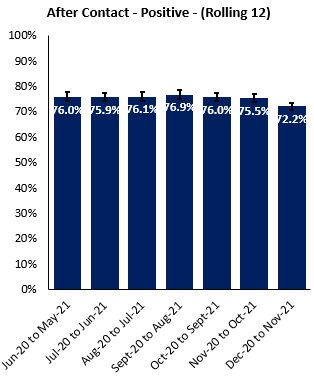 After Contact - Positive - (Rolling 12)
100%
90%
80%
70%
60%
50%
40%
30%
20%
10%
0%
76.0%
75.9%
76.1%
76.9%
76.0%
75.5%
72.2%
Jun-20 to May-21
Jul-20 to Jun-21
Aug-20 to Jul-21
Sept-20 to Aug-21
Oct-20 to Sept-21
Nov-20 to Oct-21
Dec-20 to Nov-21